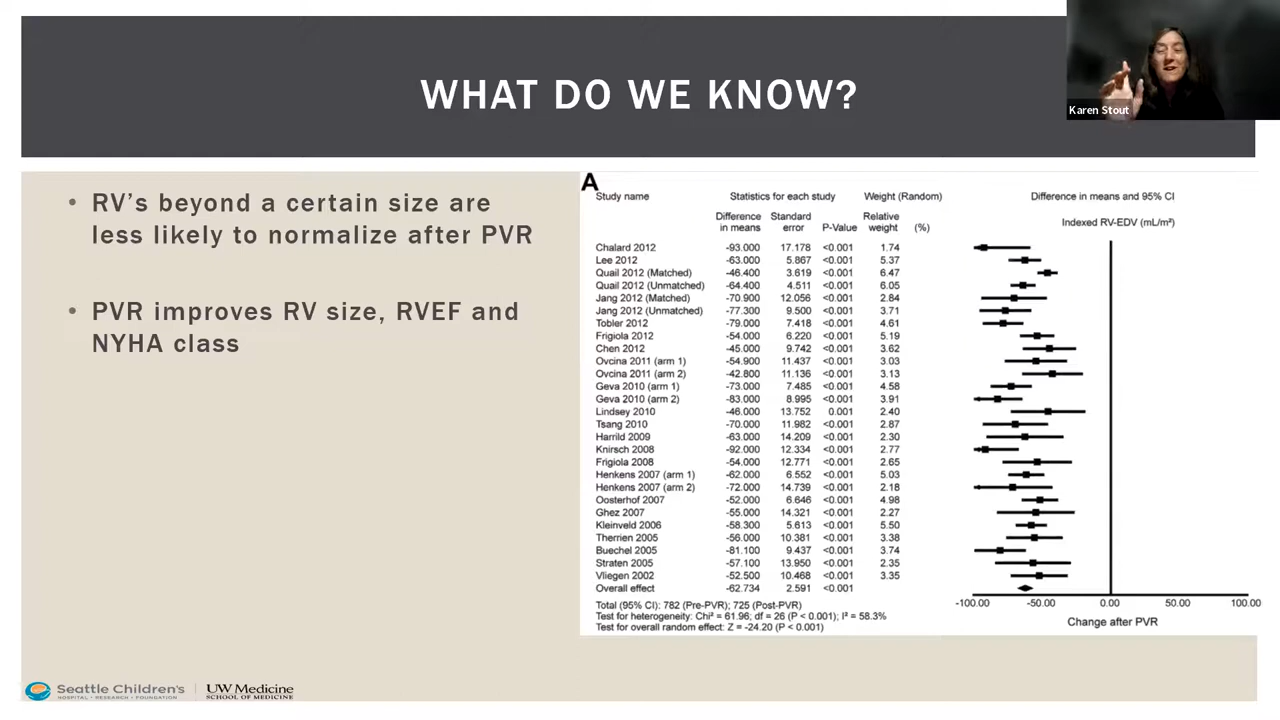 WHAT DO WE KNOW?
Karen Stout
• RV's beyond a certain size are
less likely to normalize after PVR
• PVR improves RV size, RVEF and
NYHA class
A
Study name Statistics for each study Weight (Random) Difference in means and 95% CI
Difference in means Standard error P-Value Relative weight (%) Indexed RV-EDV (mL/m²)
Chalard 2012 -93.000 17.178 <0.001 1.74
Lee 2012 -63.000 5.867 <0.001 5.37
Quail 2012 (Matched) -46.400 3.619 <0.001 6.47
Quail 2012 (Unmatched) -64.400 4.511 <0.001 6.05
Jang 2012 (Matched) -70.900 12.056 <0.001 2.84
Jang 2012 (Unmatched) -77.300 9.500 <0.001 3.71
Tobler 2012 -79.000 7.418 <0.001 4.61
Frigiola 2012 -54.000 6.220 <0.001 5.19
Chen 2012 -45.000 9.742 <0.001 3.62
Ovcina 2011 (arm 1) -54.900 11.437 <0.001 3.03
Ovcina 2011 (arm 2) -42.800 11.136 <0.001 3.13
Geva 2010 (arm 1) -73.000 7.485 <0.001 4.58
Geva 2010 (arm 2) -83.000 8.995 <0.001 3.91
Lindsey 2010 -46.000 13.752 0.001 2.40
Tsang 2010 -70.000 11.982 <0.001 2.87
Harrild 2009 -63.000 14.209 <0.001 2.30
Knirsch 2008 -92.000 12.334 <0.001 2.77
Frigiola 2008 -54.000 12.771 <0.001 2.65
Henkens 2007 (arm 1) -62.000 6.552 <0.001 5.03
Henkens 2007 (arm 2) -72.000 14.739 <0.001 2.18
Oosterhof 2007 -52.000 6.646 <0.001 4.98
Ghez 2007 -55.000 14.321 <0.001 2.27
Kleinveld 2006 -58.300 5.613 <0.001 5.50
Therrien 2005 -56.000 10.381 <0.001 3.38
Buechel 2005 -81.100 9.437 <0.001 3.74
Straten 2005 -57.100 13.950 <0.001 2.35
Vliegen 2002 -52.500 10.468 <0.001 3.35
Overall effect -62.734 2.591 <0.001
-100.00 -50.00 0.00 50.00 100.00
Total (95% CI): 782 (Pre-PVR); 725 (Post-PVR)
Test for heterogeneity: Chi² = 61.96; df = 26 (P < 0.001); I² = 58.3%
Test for overall random effect: Z = -24.20 (P < 0.001)
Change after PVR
Seattle Children's
HOSPITAL • RESEARCH • FOUNDATION
UW Medicine
SCHOOL OF MEDICINE